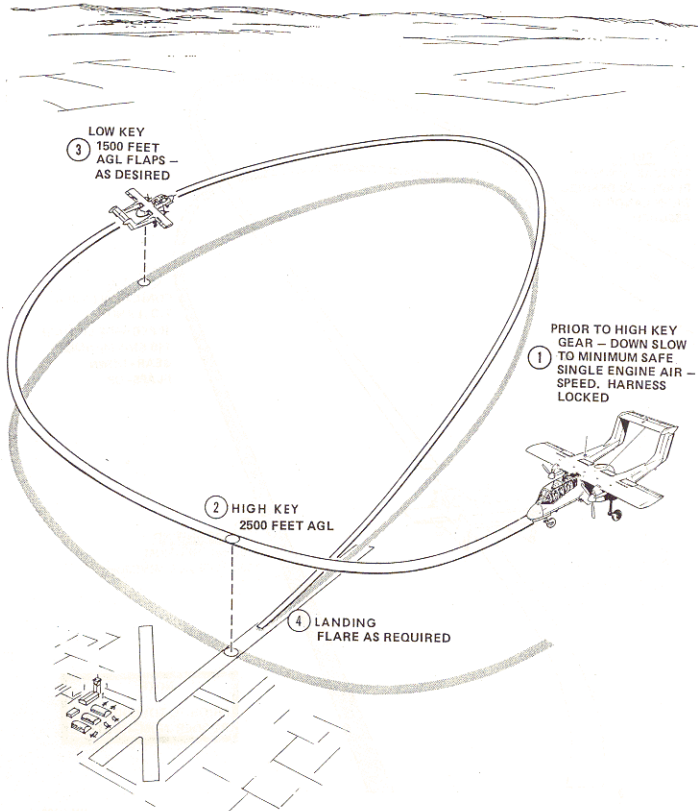 LOW KEY
3
1500 FEET
AGL FLAPS –
AS DESIRED
PRIOR TO HIGH KEY
GEAR – DOWN SLOW
1
TO MINIMUM SAFE
SINGLE ENGINE AIR –
SPEED. HARNESS
LOCKED
2 HIGH KEY
2500 FEET AGL
4 LANDING
FLARE AS REQUIRED